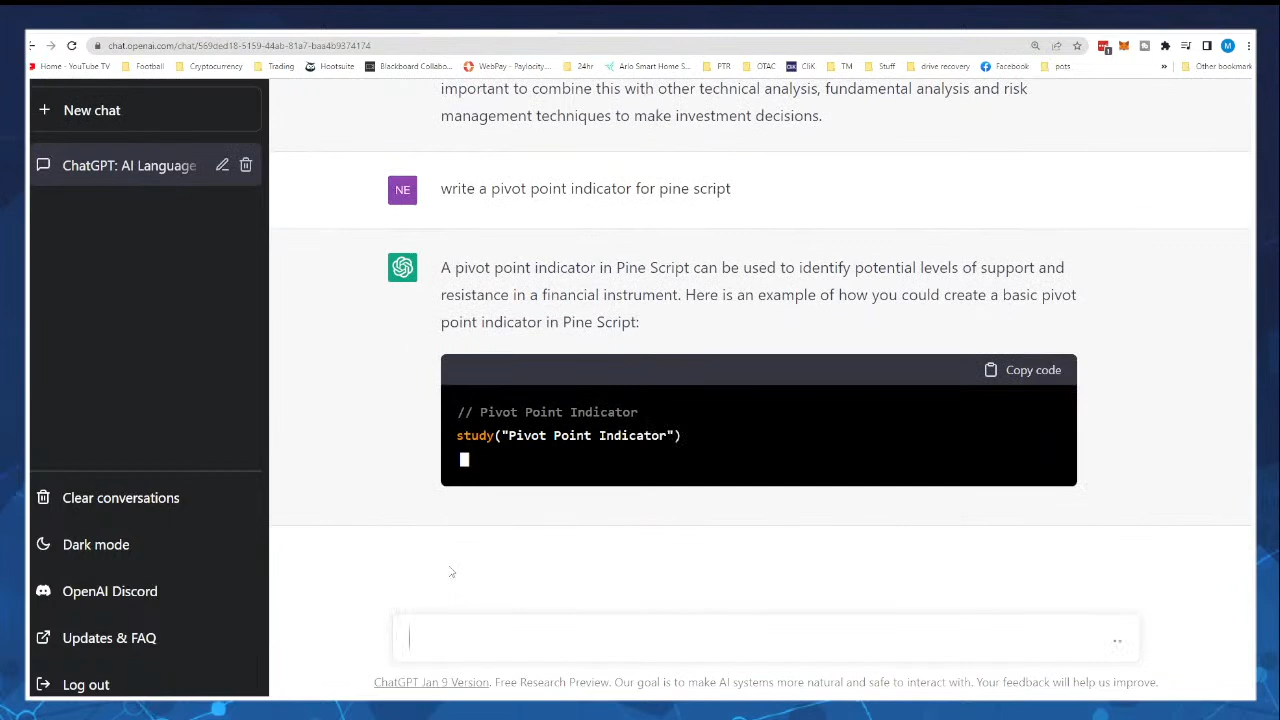 chat.openai.com/chat/569ded18-5159-44ab-81a7-baa4b9374174
Home - YouTube TV Football Cryptocurrency Trading Hootsuite Blackboard Collabo... WebPay - Paylocity... 24hr Arlo Smart Home S... PTR OTAC CliK TM Stuff drive recovery Facebook pots » Other bookmark
New chat
ChatGPT: AI Language
important to combine this with other technical analysis, fundamental analysis and risk
management techniques to make investment decisions.
NE
write a pivot point indicator for pine script
A pivot point indicator in Pine Script can be used to identify potential levels of support and
resistance in a financial instrument. Here is an example of how you could create a basic pivot
point indicator in Pine Script:
Copy code
// Pivot Point Indicator
study("Pivot Point Indicator")
Clear conversations
Dark mode
OpenAI Discord
Updates & FAQ
Log out
ChatGPT Jan 9 Version. Free Research Preview. Our goal is to make AI systems more natural and safe to interact with. Your feedback will help us improve.